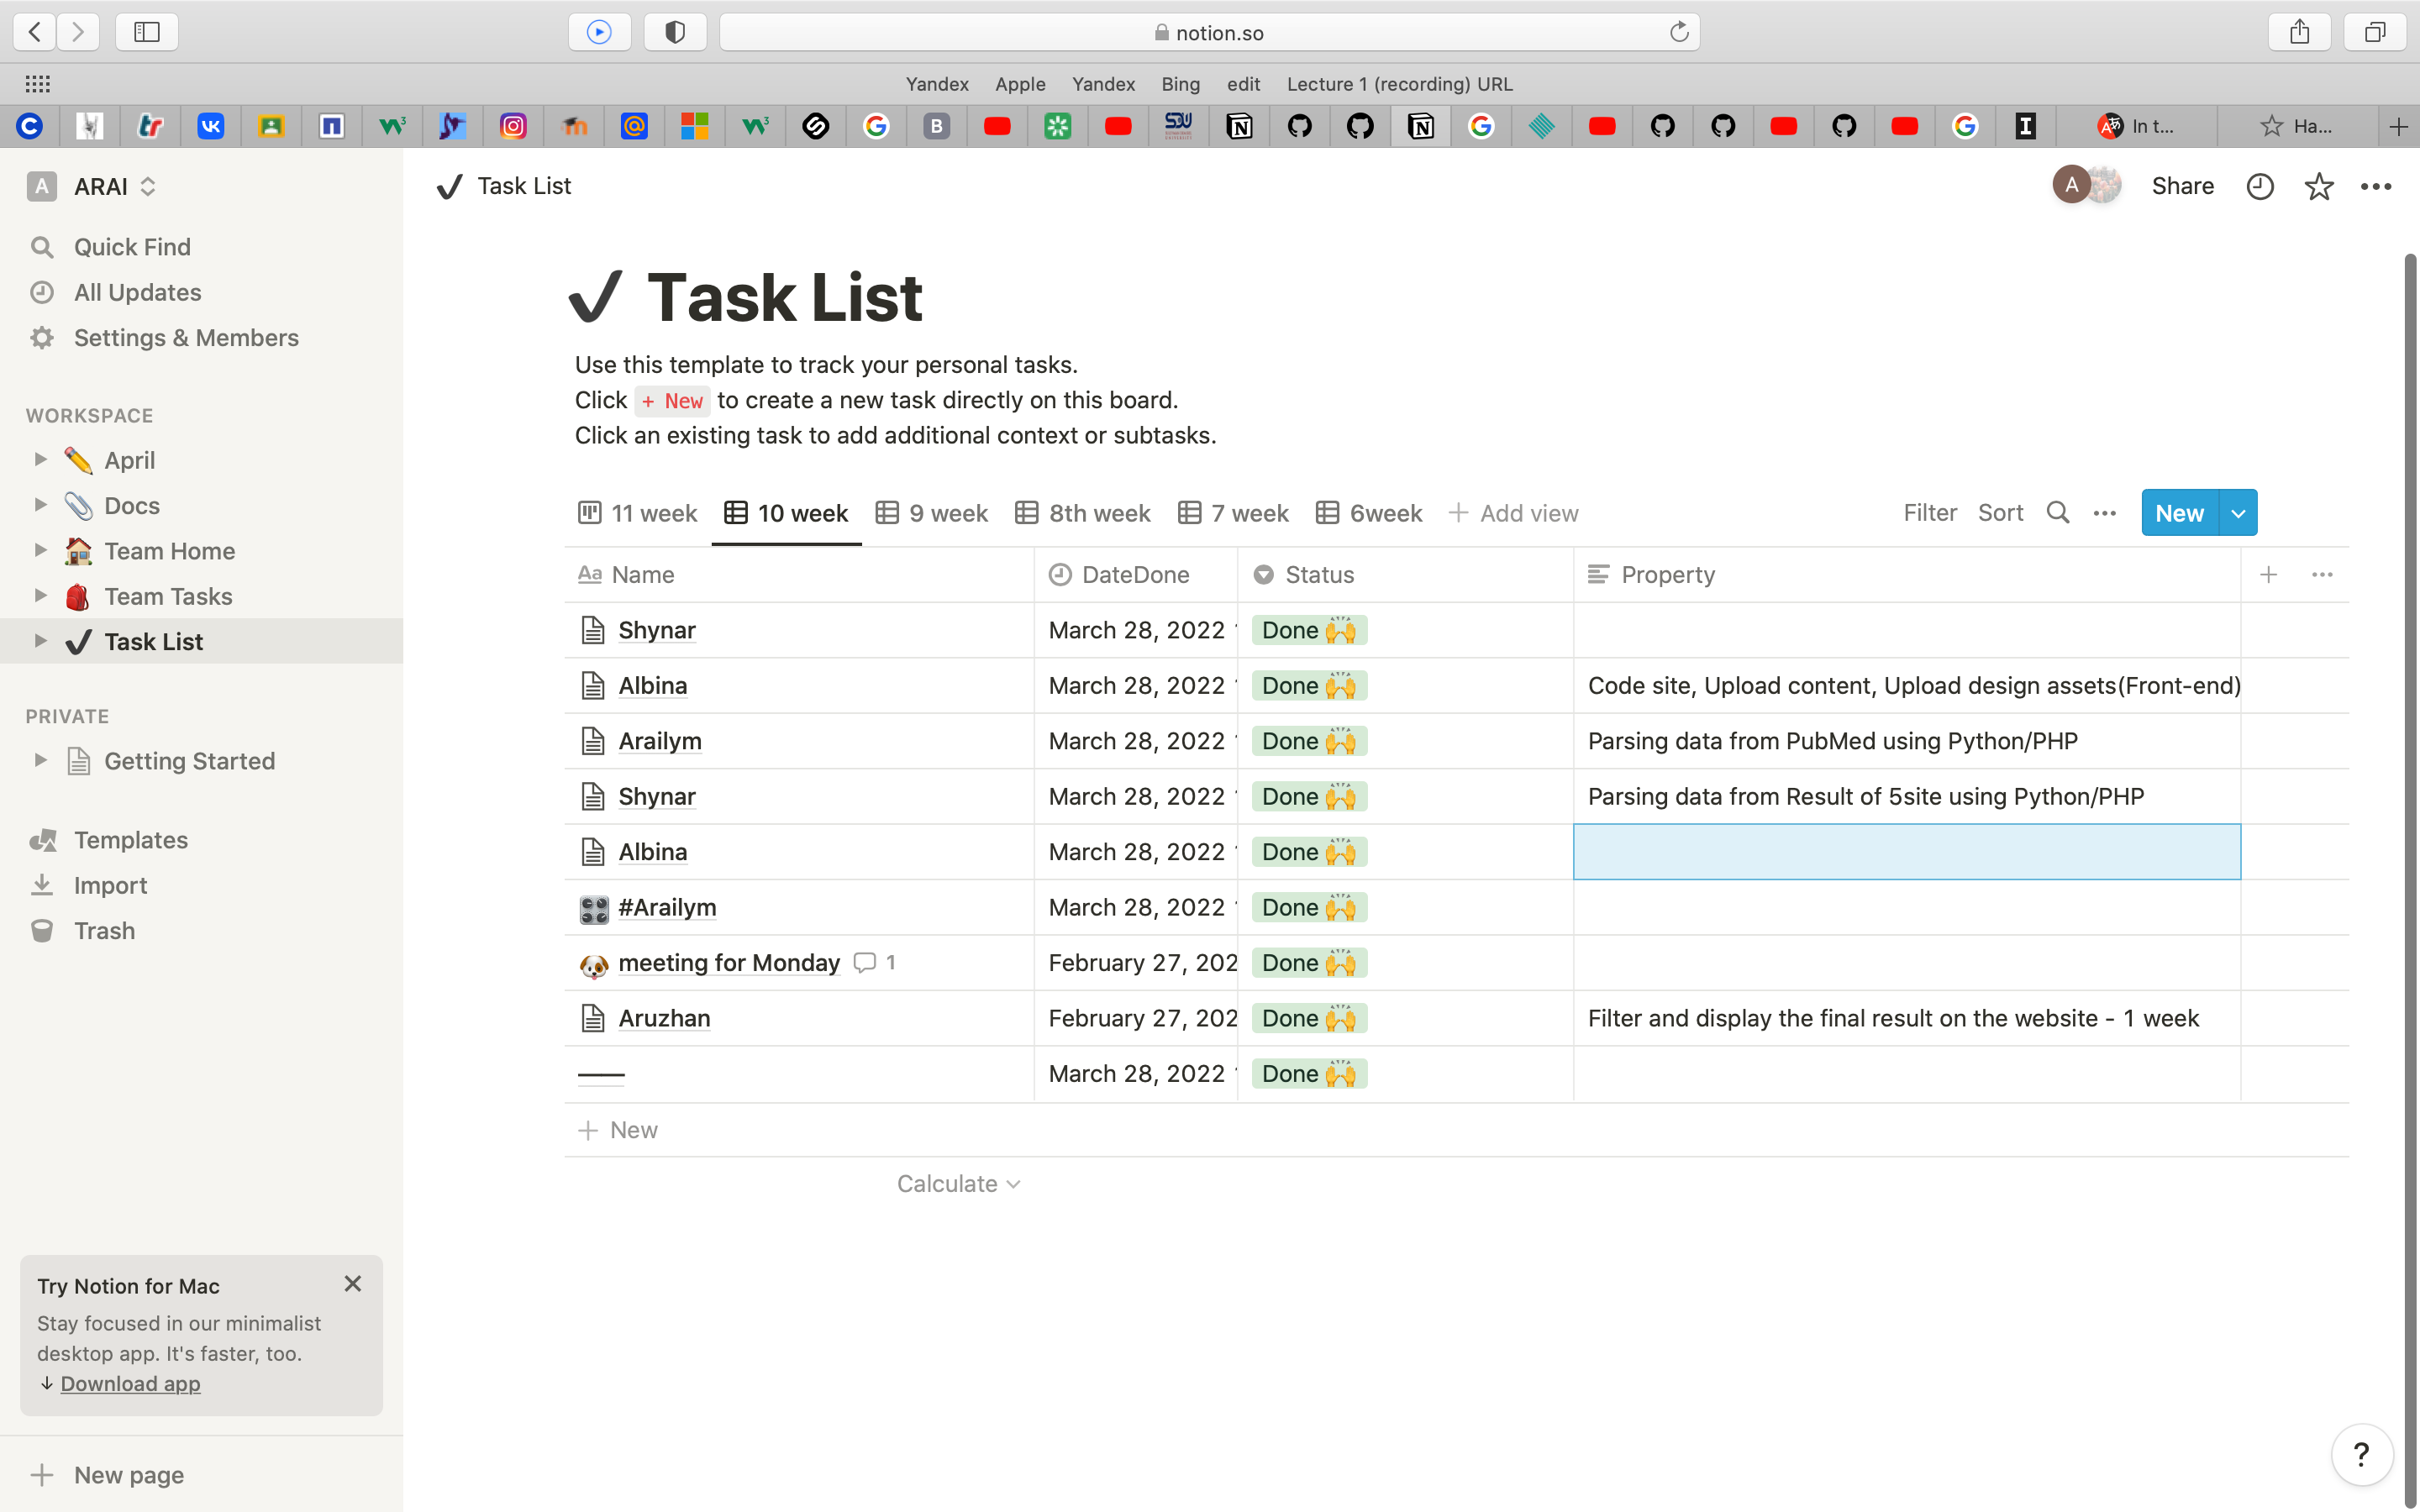 notion.so
Yandex Apple Yandex Bing edit Lecture 1 (recording) URL
In t... Ha...
A ARAI
Quick Find
All Updates
Settings & Members
WORKSPACE
April
Docs
Team Home
Team Tasks
Task List
PRIVATE
Getting Started
Templates
Import
Trash
Try Notion for Mac
Stay focused in our minimalist
desktop app. It's faster, too.
Download app
New page
Task List
A Share
Task List
Use this template to track your personal tasks.
Click + New to create a new task directly on this board.
Click an existing task to add additional context or subtasks.
11 week 10 week 9 week 8th week 7 week 6week + Add view Filter Sort New
Aa Name DateDone Status Property
Shynar March 28, 2022 Done
Albina March 28, 2022 Done Code site, Upload content, Upload design assets(Front-end)
Arailym March 28, 2022 Done Parsing data from PubMed using Python/PHP
Shynar March 28, 2022 Done Parsing data from Result of 5site using Python/PHP
Albina March 28, 2022 Done
#Arailym March 28, 2022 Done
meeting for Monday 1 February 27, 202 Done
Aruzhan February 27, 202 Done Filter and display the final result on the website - 1 week
—— March 28, 2022 Done
+ New
Calculate
?